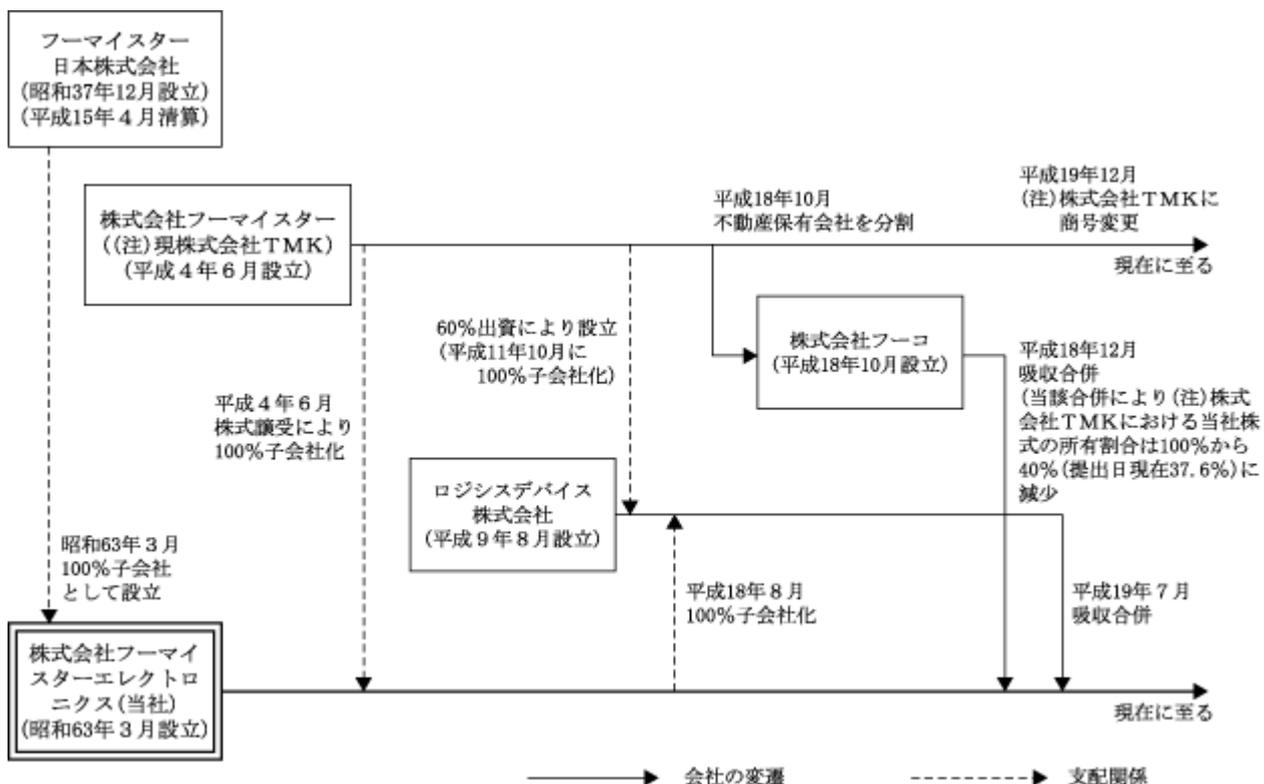 フーマイスター
日本株式会社
(昭和37年12月設立)
(平成15年４月清算)
株式会社フーマイスター
((注)現株式会社ＴＭＫ)
(平成４年６月設立)
平成18年10月
不動産保有会社を分割
平成19年12月
(注)株式会社ＴＭＫに
商号変更
現在に至る
60％出資により設立
(平成11年10月に
100％子会社化)
株式会社フーコ
(平成18年10月設立)
平成18年12月
吸収合併
(当該合併により(注)株式
会社ＴＭＫにおける当社株
式の所有割合は100％から
40％(提出日現在37.6％)に
減少
平成４年６月
株式譲受により
100％子会社化
ロジシスデバイス
株式会社
(平成９年８月設立)
昭和63年３月
100％子会社
として設立
平成18年８月
100％子会社化
平成19年７月
吸収合併
株式会社フーマイ
スターエレクトロ
ニクス(当社)
(昭和63年３月設立)
現在に至る
会社の変遷
支配関係